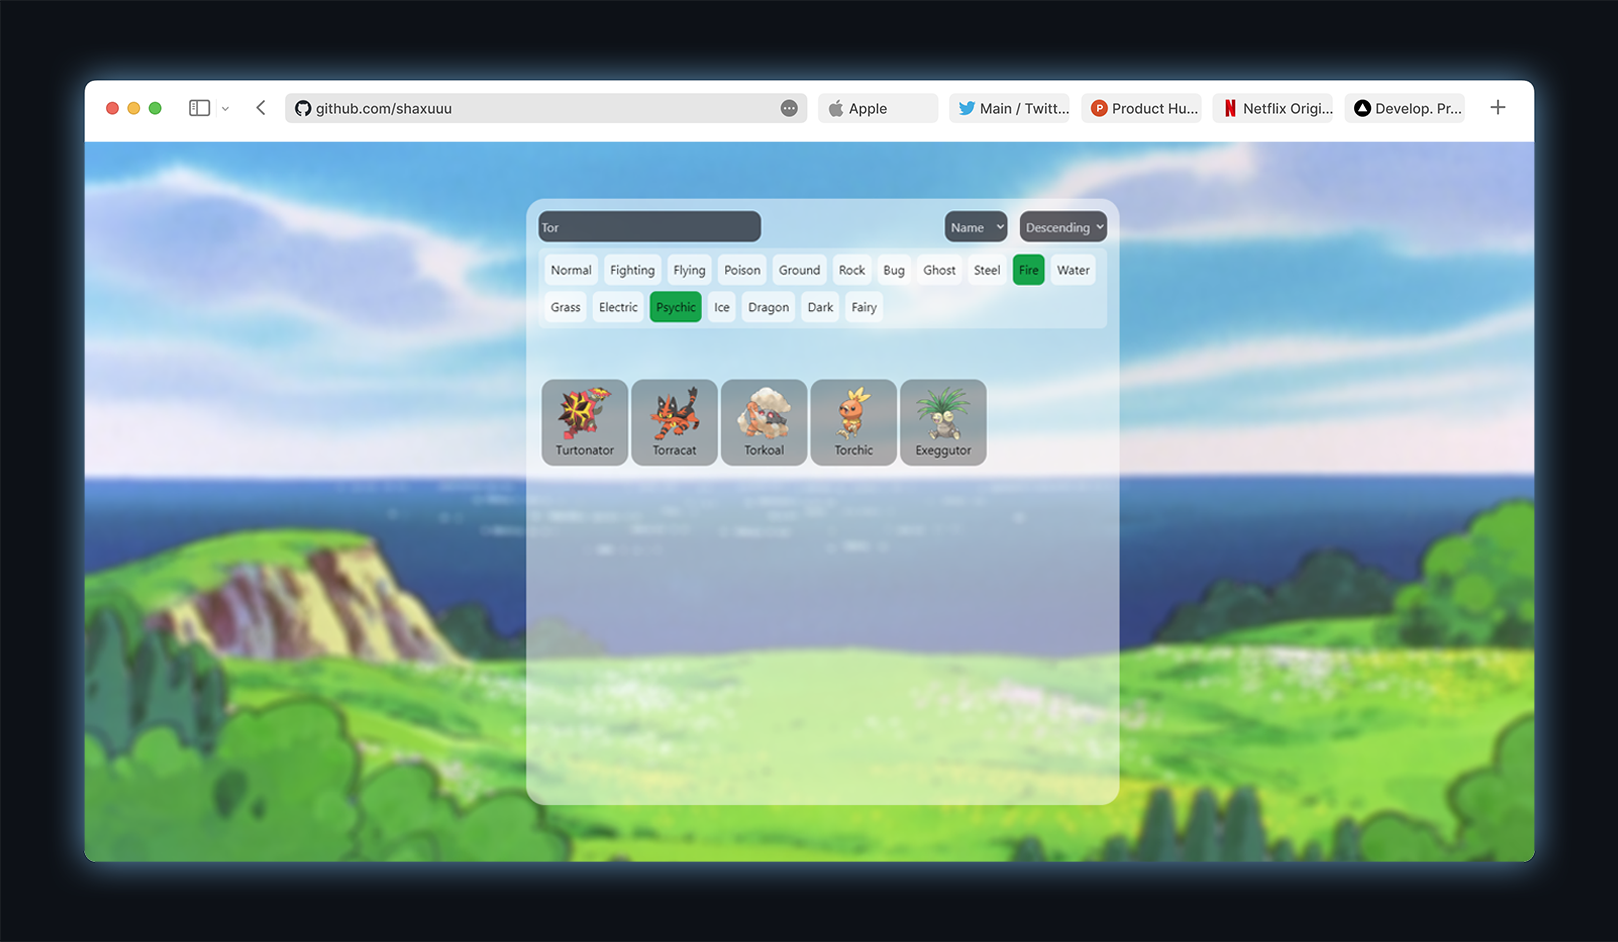 github.com/shaxuuu Apple Main / Twitt... Product Hu... Netflix Origi... Develop. Pr...
Tor Name Descending
Normal Fighting Flying Poison Ground Rock Bug Ghost Steel Fire Water
Grass Electric Psychic Ice Dragon Dark Fairy
Turtonator Torracat Torkoal Torchic Exeggutor